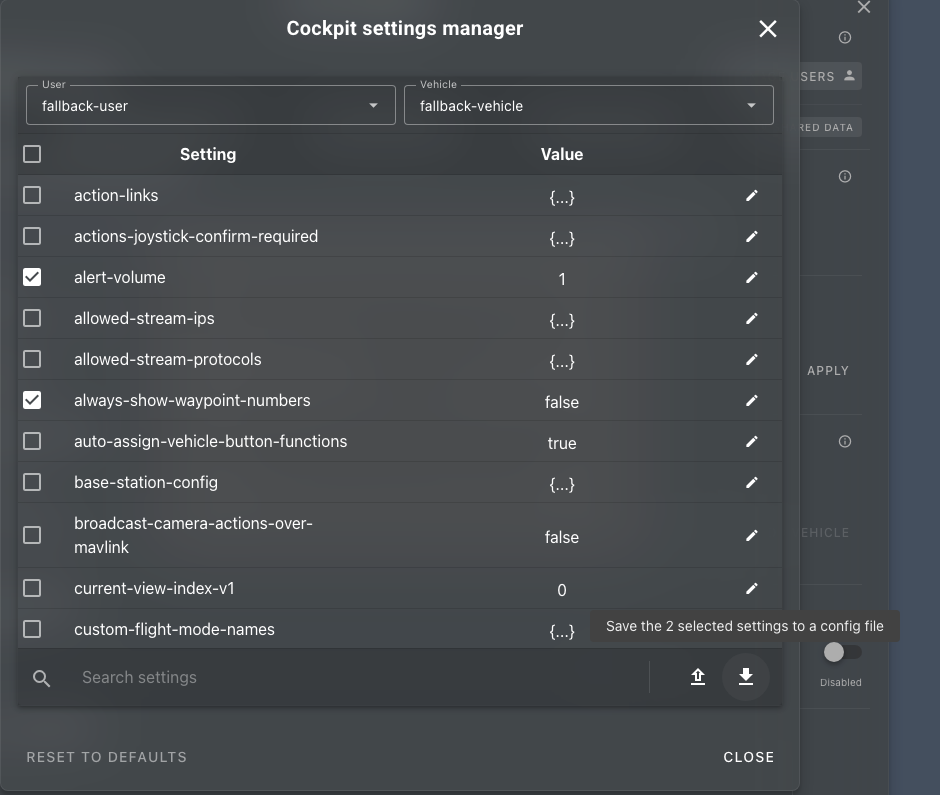 Cockpit settings manager
User
fallback-user
Vehicle
fallback-vehicle
SERS
RED DATA
Setting Value
action-links {...}
actions-joystick-confirm-required {...}
alert-volume 1
allowed-stream-ips {...}
allowed-stream-protocols {...}
APPLY
always-show-waypoint-numbers false
auto-assign-vehicle-button-functions true
base-station-config {...}
broadcast-camera-actions-over-
mavlink false
EHICLE
current-view-index-v1 0
custom-flight-mode-names {...}
Save the 2 selected settings to a config file
Search settings
Disabled
RESET TO DEFAULTS CLOSE